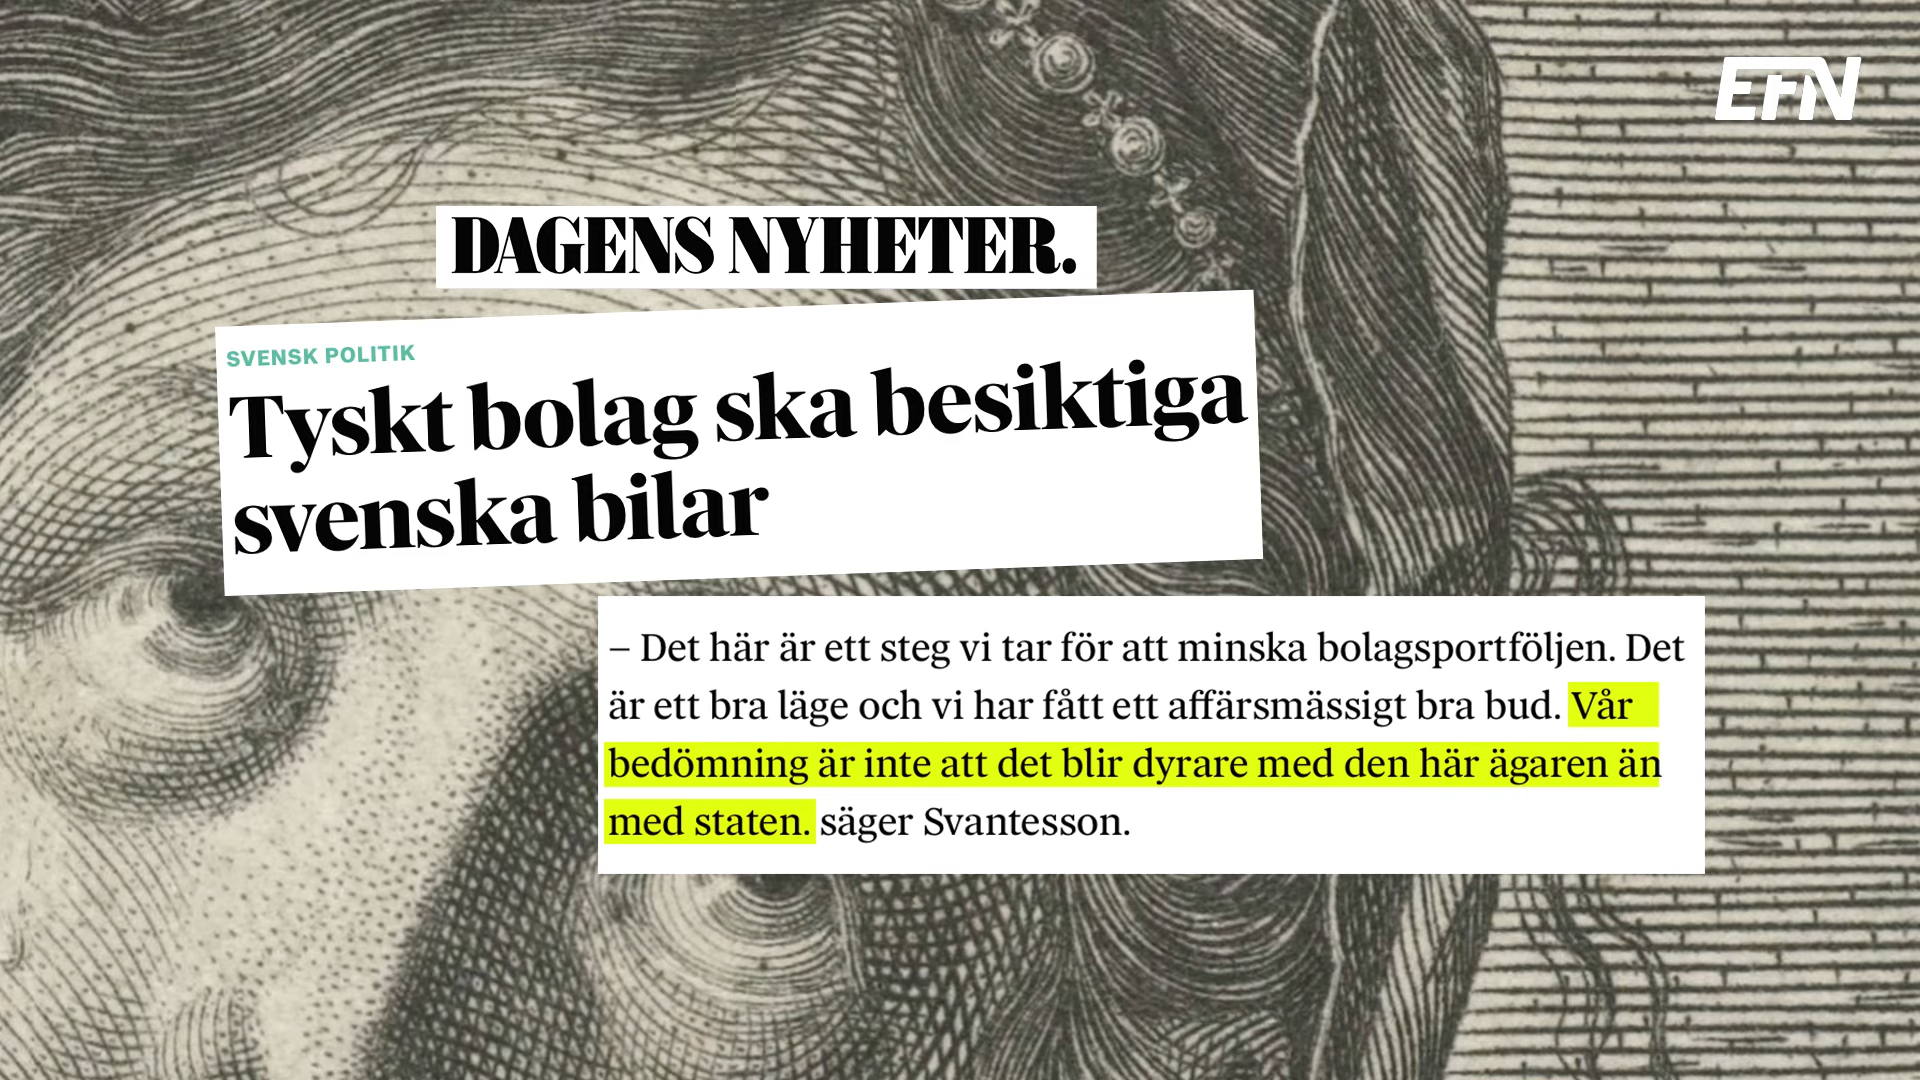 EFN
DAGENS NYHETER.
SVENSK POLITIK
Tyskt bolag ska besiktiga
svenska bilar
– Det här är ett steg vi tar för att minska bolagsportföljen. Det
är ett bra läge och vi har fått ett affärsmässigt bra bud. Vår
bedömning är inte att det blir dyrare med den här ägaren än
med staten. säger Svantesson.